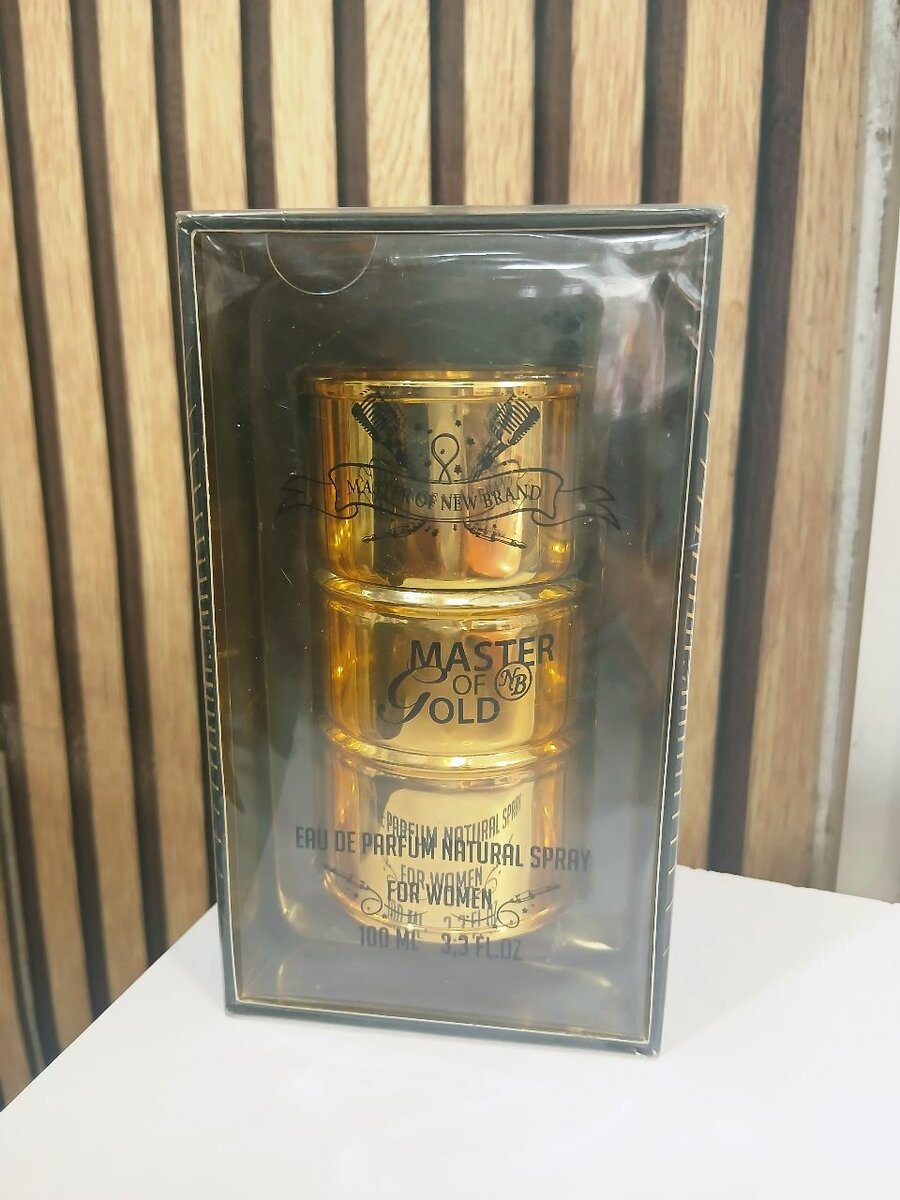 MASTER OF NEW BRAND
MASTER
OF NB
GOLD
EAU DE PARFUM NATURAL SPRAY
FOR WOMEN
100 ML 3,3 FL.OZ